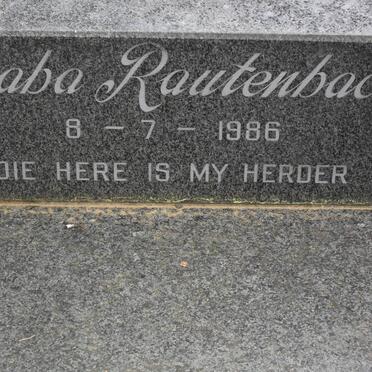 aba Rautenbac
8 - 7 - 1986
DIE HERE IS MY HERDER